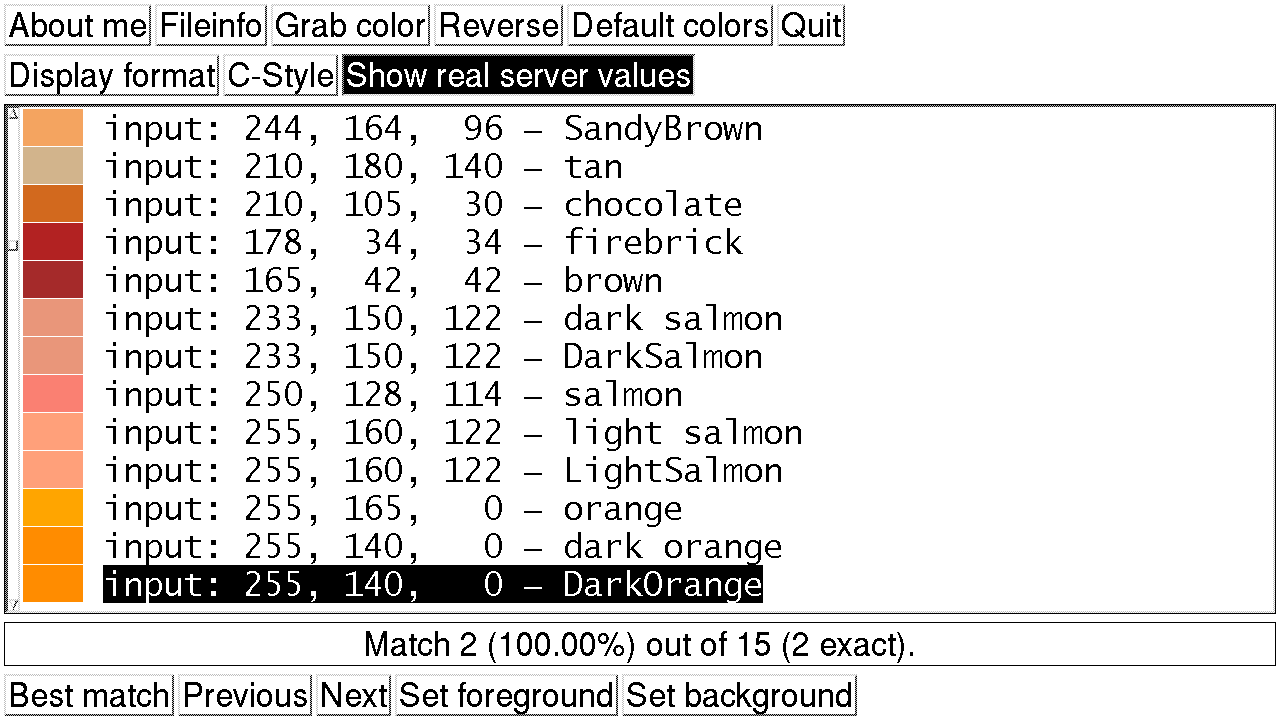 About me Fileinfo Grab color Reverse Default colors Quit
Display format C-Style Show real server values
input: 244, 164,  96 — SandyBrown
input: 210, 180, 140 — tan
input: 210, 105,  30 — chocolate
input: 178,  34,  34 — firebrick
input: 165,  42,  42 — brown
input: 233, 150, 122 — dark salmon
input: 233, 150, 122 — DarkSalmon
input: 250, 128, 114 — salmon
input: 255, 160, 122 — light salmon
input: 255, 160, 122 — LightSalmon
input: 255, 165,   0 — orange
input: 255, 140,   0 — dark orange
input: 255, 140,   0 — DarkOrange
Match 2 (100.00%) out of 15 (2 exact).
Best match Previous Next Set foreground Set background